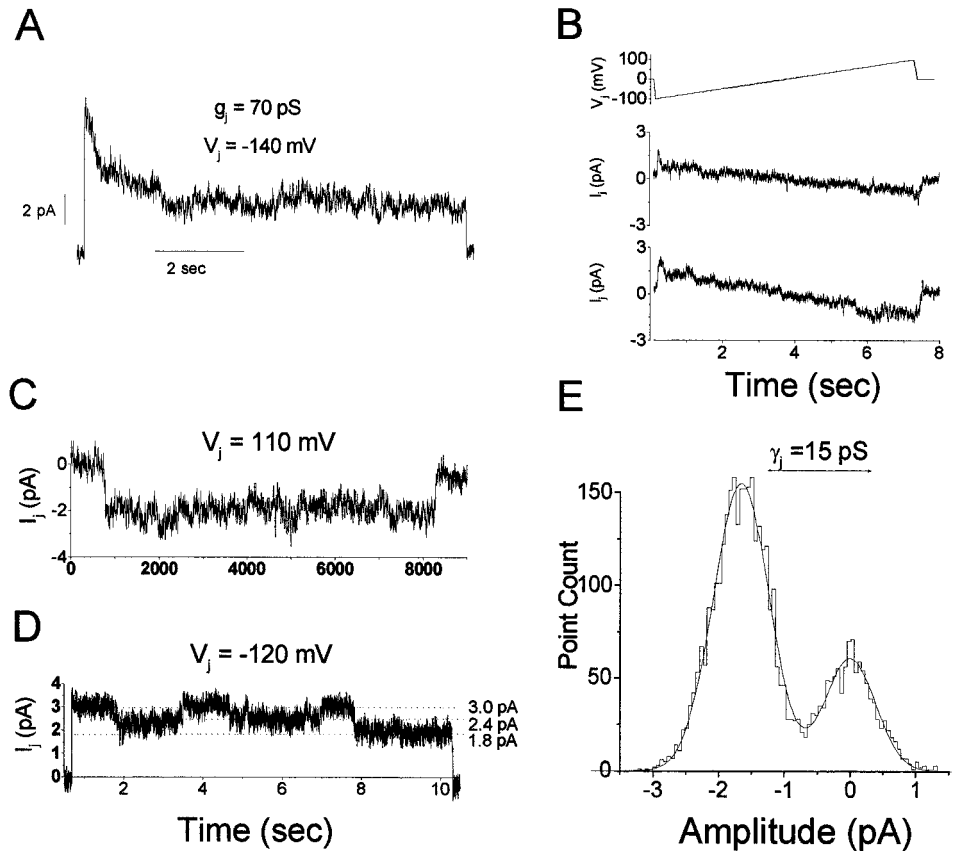 A
g_j = 70 pS
V_j = -140 mV
2 pA
2 sec
B
V_j (mV)
100
0
-100
I_j (pA)
3
0
-3
I_j (pA)
3
0
-3
2 4 6 8
Time (sec)
C
V_j = 110 mV
I_j (pA)
0
-2
-4
0 2000 4000 6000 8000
D
V_j = -120 mV
I_j (pA)
4
3
2
1
0
3.0 pA
2.4 pA
1.8 pA
2 4 6 8 10
Time (sec)
E
γ_j =15 pS
Point Count
150
100
50
0
-3 -2 -1 0 1
Amplitude (pA)